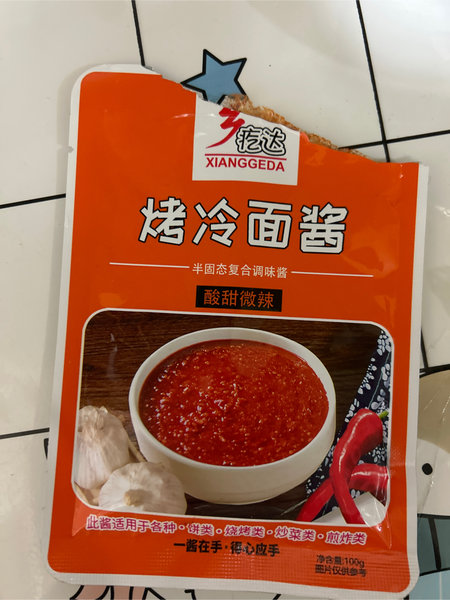 乡疙达
XIANGGEDA
烤冷面酱
半固态复合调味酱
酸甜微辣
此酱适用于各种·饼类·烧烤类·炒菜类·煎炸类
一酱在手·得心应手
净含量:100g
图片仅供参考